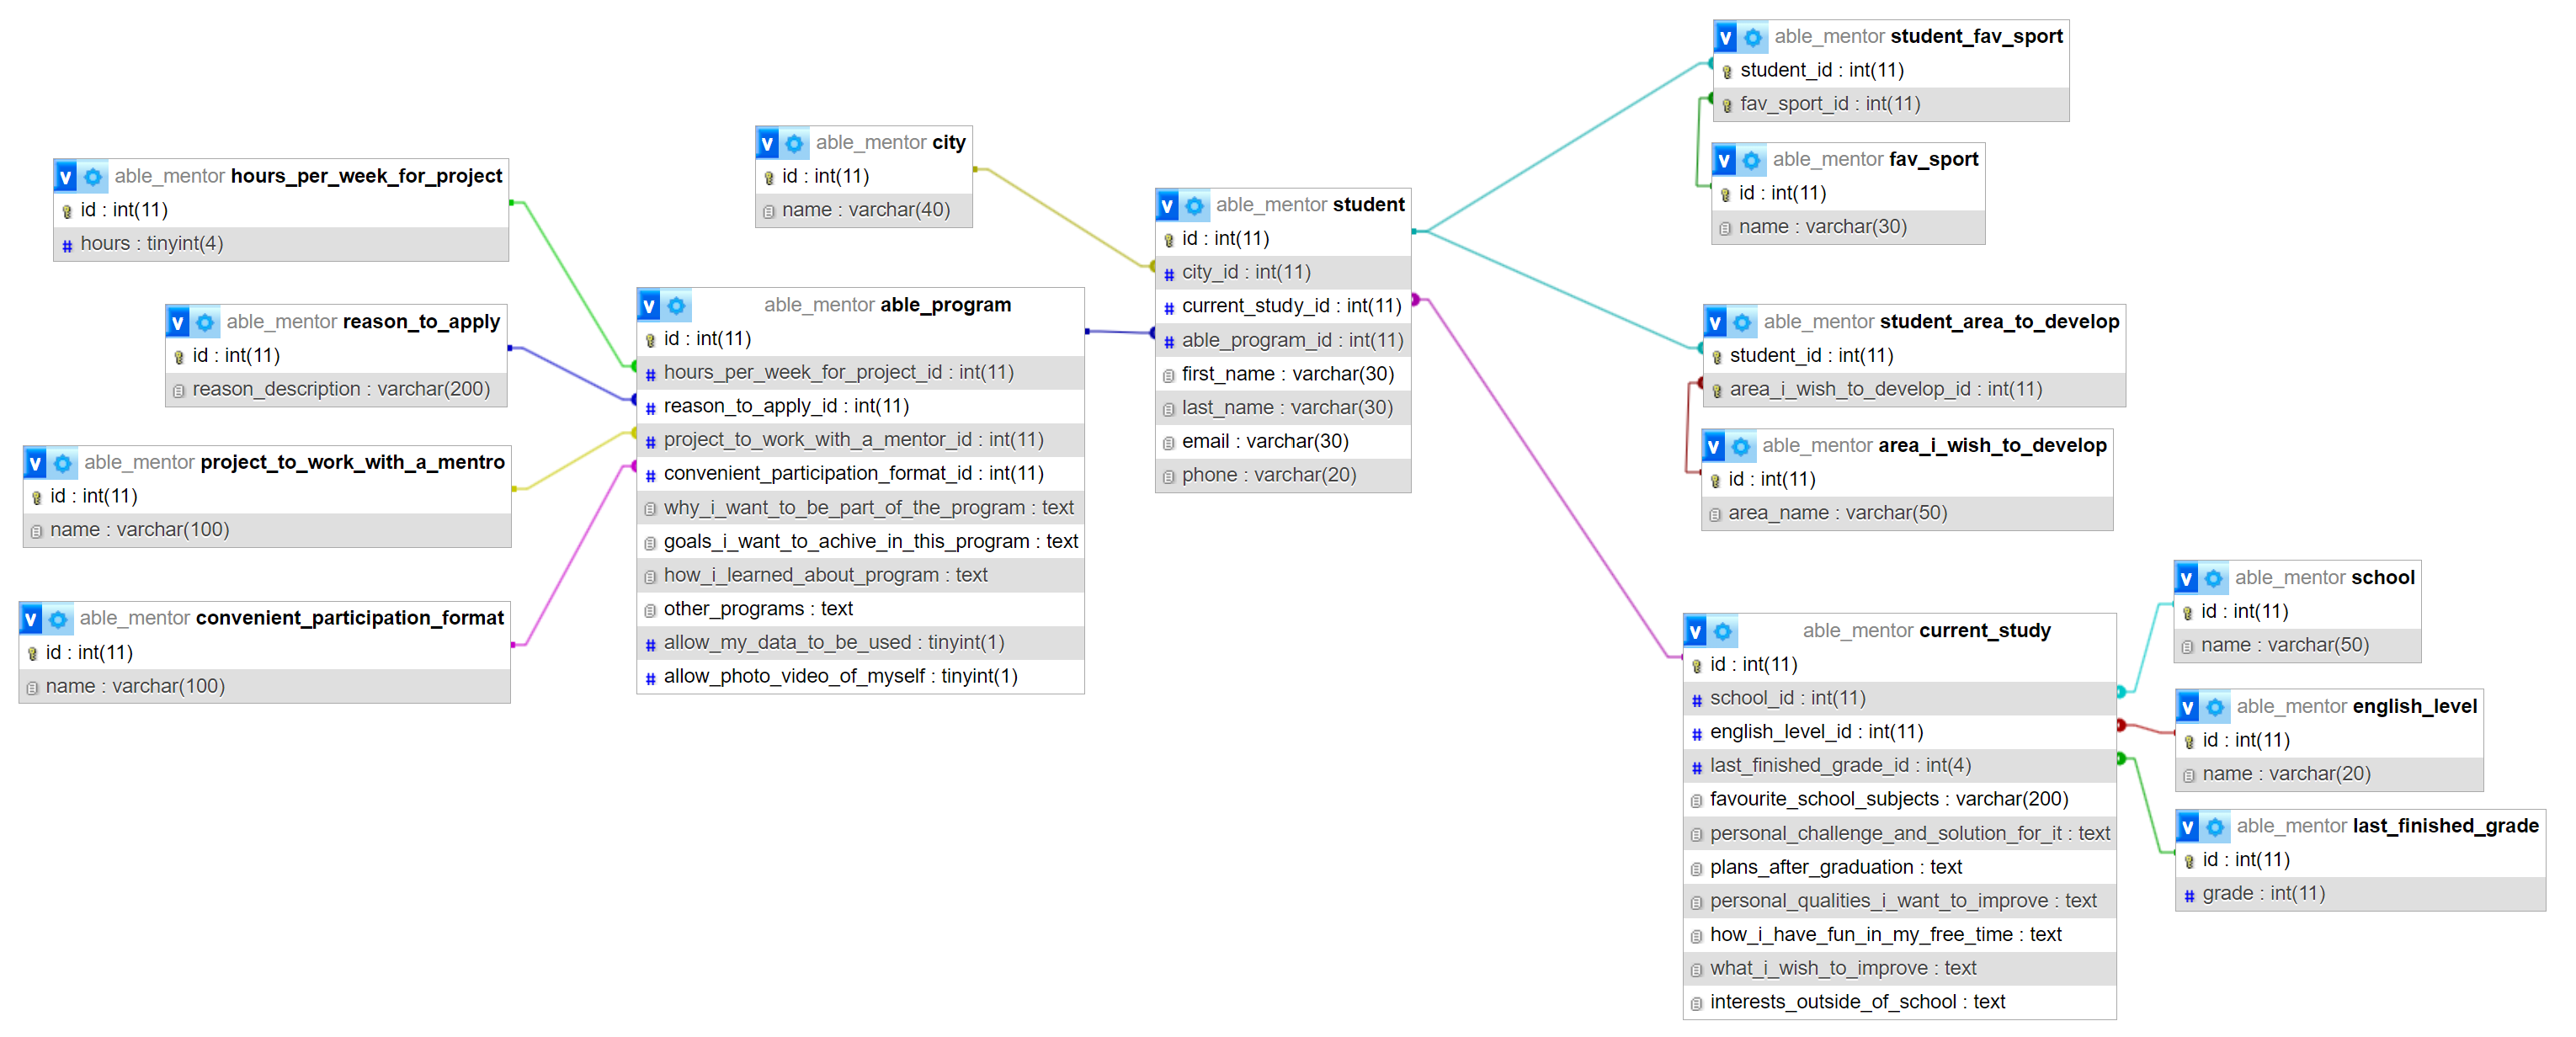 V able_mentor hours_per_week_for_project
id : int(11)
# hours : tinyint(4)
V able_mentor reason_to_apply
id : int(11)
reason_description : varchar(200)
V able_mentor project_to_work_with_a_mentro
id : int(11)
name : varchar(100)
V able_mentor convenient_participation_format
id : int(11)
name : varchar(100)
V able_mentor city
id : int(11)
name : varchar(40)
V able_mentor able_program
id : int(11)
# hours_per_week_for_project_id : int(11)
# reason_to_apply_id : int(11)
# project_to_work_with_a_mentor_id : int(11)
# convenient_participation_format_id : int(11)
why_i_want_to_be_part_of_the_program : text
goals_i_want_to_achive_in_this_program : text
how_i_learned_about_program : text
other_programs : text
# allow_my_data_to_be_used : tinyint(1)
# allow_photo_video_of_myself : tinyint(1)
V able_mentor student
id : int(11)
# city_id : int(11)
# current_study_id : int(11)
# able_program_id : int(11)
first_name : varchar(30)
last_name : varchar(30)
email : varchar(30)
phone : varchar(20)
V able_mentor student_fav_sport
student_id : int(11)
fav_sport_id : int(11)
V able_mentor fav_sport
id : int(11)
name : varchar(30)
V able_mentor student_area_to_develop
student_id : int(11)
area_i_wish_to_develop_id : int(11)
V able_mentor area_i_wish_to_develop
id : int(11)
area_name : varchar(50)
V able_mentor current_study
id : int(11)
# school_id : int(11)
# english_level_id : int(11)
# last_finished_grade_id : int(4)
favourite_school_subjects : varchar(200)
personal_challenge_and_solution_for_it : text
plans_after_graduation : text
personal_qualities_i_want_to_improve : text
how_i_have_fun_in_my_free_time : text
what_i_wish_to_improve : text
interests_outside_of_school : text
V able_mentor school
id : int(11)
name : varchar(50)
V able_mentor english_level
id : int(11)
name : varchar(20)
V able_mentor last_finished_grade
id : int(11)
# grade : int(11)